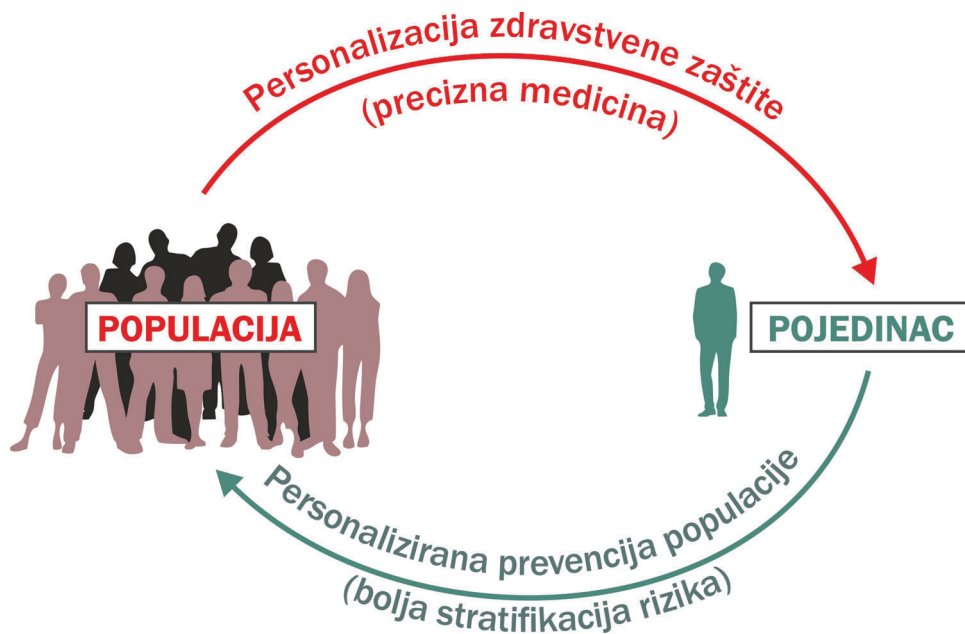 Personalizacija zdravstvene zaštite
(precizna medicina)
POPULACIJA
POJEDINAC
Personalizirana prevencija populacije
(bolja stratifikacija rizika)